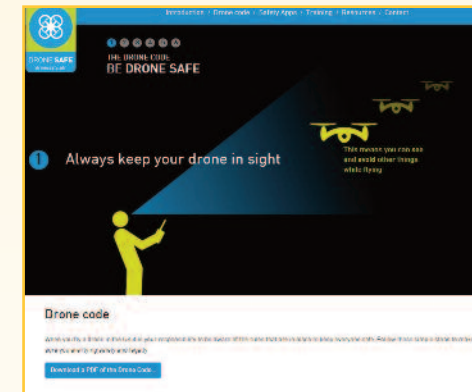 Introduction / Drone code / Safety Apps / Training / Resources / Contact
DRONE SAFE
THE DRONE CODE
BE DRONE SAFE
1 Always keep your drone in sight
This means you can see
and avoid other things
while flying
Drone code
Download a PDF of the Drone Code